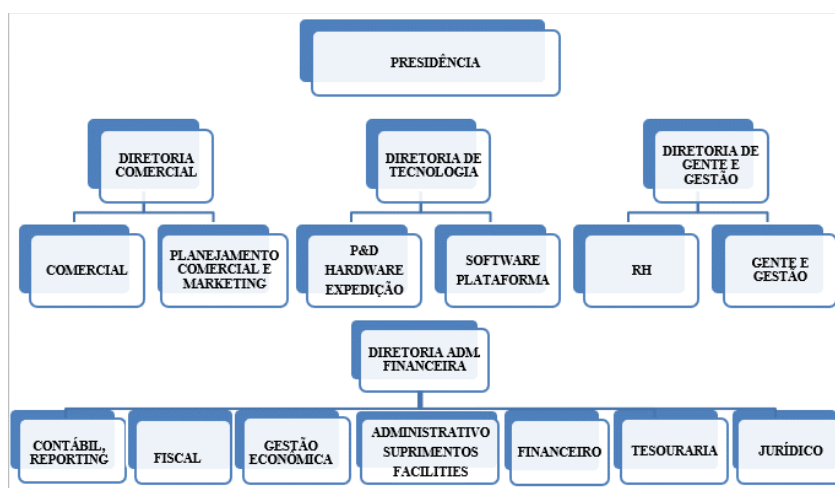 PRESIDÊNCIA
DIRETORIA
COMERCIAL
DIRETORIA DE
TECNOLOGIA
DIRETORIA DE
GENTE E
GESTÃO
COMERCIAL
PLANEJAMENTO
COMERCIAL E
MARKETING
P&D
HARDWARE
EXPEDIÇÃO
SOFTWARE
PLATAFORMA
RH
GENTE E
GESTÃO
DIRETORIA ADM.
FINANCEIRA
CONTÁBIL,
REPORTING
FISCAL
GESTÃO
ECONÔMICA
ADMINISTRATIVO
SUPRIMENTOS
FACILITIES
FINANCEIRO
TESOURARIA
JURÍDICO